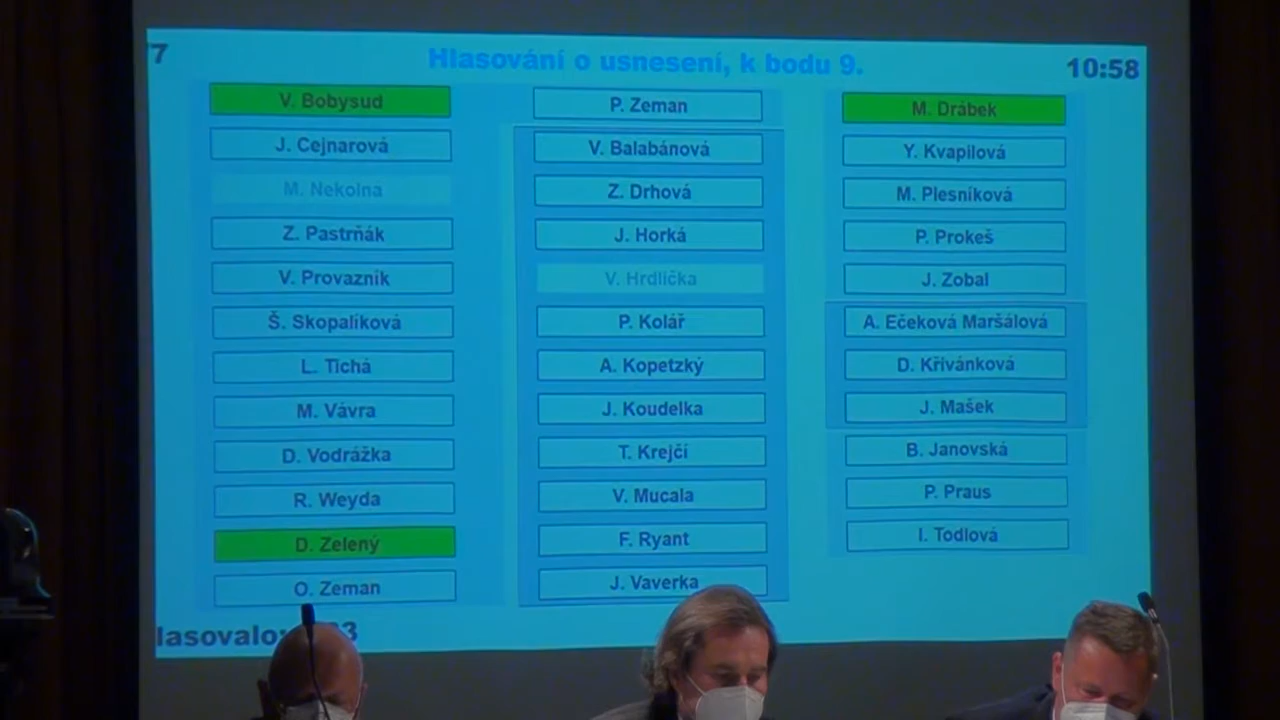 7
Hlasování o usnesení, k bodu 9.
10:58
V. Bobysud
J. Cejnarová
M. Nekolná
Z. Pastrňák
V. Provazník
Š. Skopalíková
L. Tichá
M. Vávra
D. Vodrážka
R. Weyda
D. Zelený
O. Zeman
P. Zeman
V. Balabánová
Z. Drhová
J. Horká
V. Hrdlička
P. Kolář
A. Kopetzký
J. Koudelka
T. Krejčí
V. Mucala
F. Ryant
J. Vaverka
M. Drábek
Y. Kvapilová
M. Plesníková
P. Prokeš
J. Zobal
A. Ečeková Maršálová
D. Křivánková
J. Mašek
B. Janovská
P. Praus
I. Todlová
lasovalo: 3